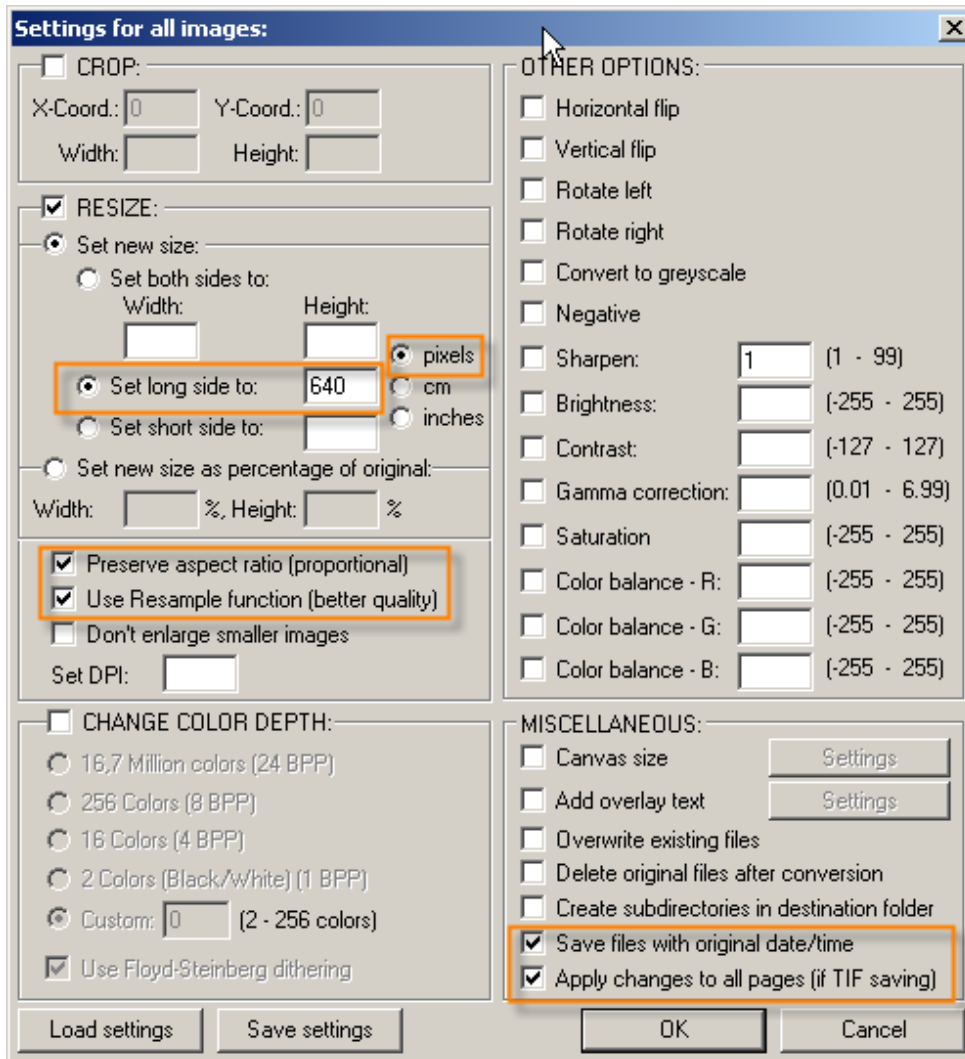 Settings for all images:
CROP:
X-Coord.: 0 Y-Coord.: 0
Width: Height:
RESIZE:
Set new size:
Set both sides to:
Width: Height:
pixels
Set long side to: 640 cm
Set short side to: inches
Set new size as percentage of original:
Width: %, Height: %
Preserve aspect ratio (proportional)
Use Resample function (better quality)
Don't enlarge smaller images
Set DPI:
CHANGE COLOR DEPTH:
16,7 Million colors (24 BPP)
256 Colors (8 BPP)
16 Colors (4 BPP)
2 Colors (Black/White) (1 BPP)
Custom: 0 (2 - 256 colors)
Use Floyd-Steinberg dithering
Load settings Save settings
OTHER OPTIONS:
Horizontal flip
Vertical flip
Rotate left
Rotate right
Convert to greyscale
Negative
Sharpen: 1 (1 - 99)
Brightness: (-255 - 255)
Contrast: (-127 - 127)
Gamma correction: (0.01 - 6.99)
Saturation (-255 - 255)
Color balance - R: (-255 - 255)
Color balance - G: (-255 - 255)
Color balance - B: (-255 - 255)
MISCELLANEOUS:
Canvas size Settings
Add overlay text Settings
Overwrite existing files
Delete original files after conversion
Create subdirectories in destination folder
Save files with original date/time
Apply changes to all pages (if TIF saving)
OK Cancel